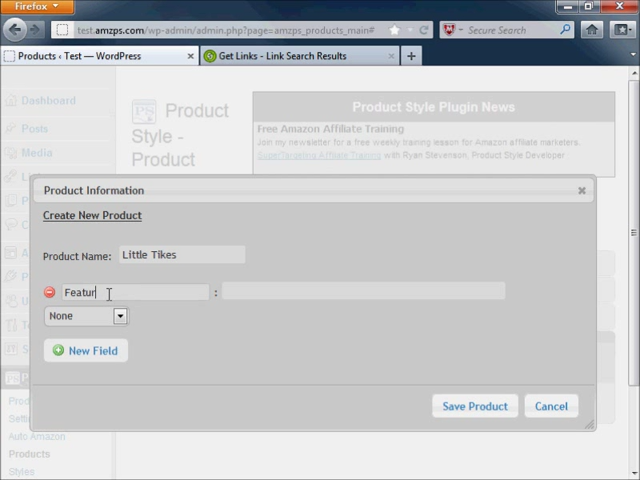 Firefox
test.amzps.com/wp-admin/admin.php?page=amzps_products_main#
Secure Search
Products ‹ Test — WordPress
Get Links - Link Search Results
Dashboard
Posts
Media
Product
Style -
Product
Product Style Plugin News
Free Amazon Affiliate Training
Join my newsletter for a free weekly training lesson for Amazon affiliate marketers.
SuperTargeting Affiliate Training with Ryan Stevenson, Product Style Developer
Product Information
Create New Product
Product Name: Little Tikes
Featur :
None
New Field
Save Product Cancel
Auto Amazon
Products
Styles